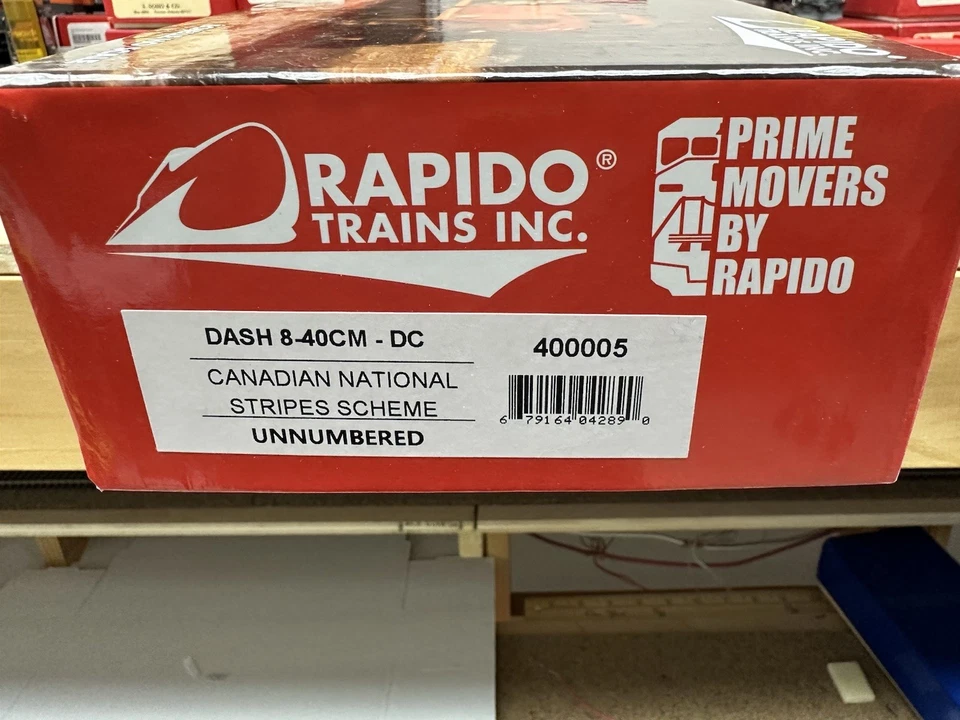 RAPIDO®
TRAINS INC.
PRIME
MOVERS
BY
RAPIDO
DASH 8-40CM - DC
CANADIAN NATIONAL
STRIPES SCHEME
UNNUMBERED
400005
6 79164 04289 0